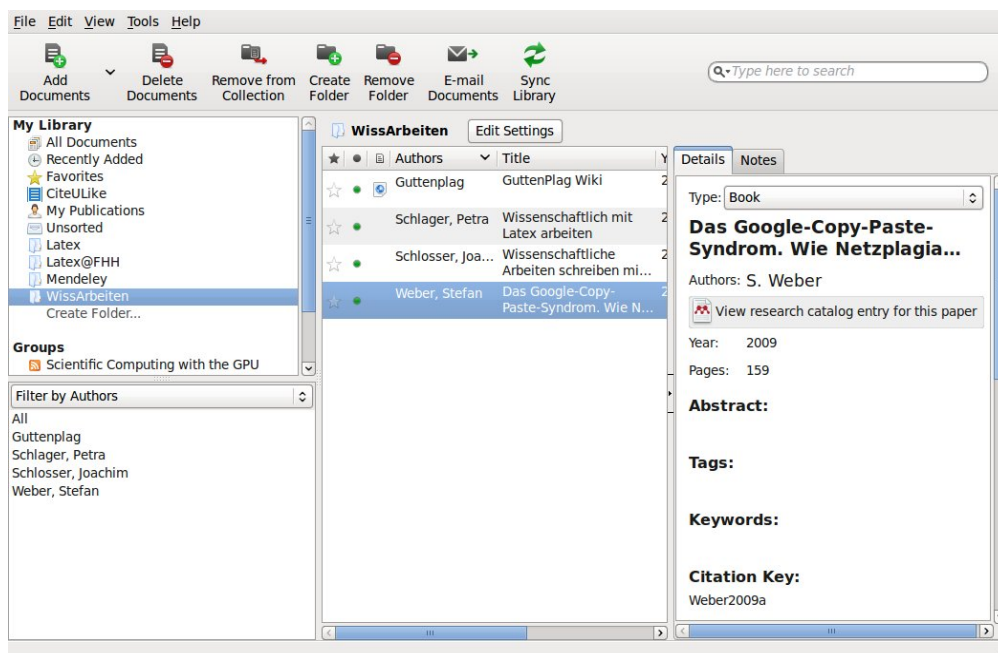 File Edit View Tools Help
Add Documents
Delete Documents
Remove from Collection
Create Folder
Remove Folder
E-mail Documents
Sync Library
Type here to search
My Library
All Documents
Recently Added
Favorites
CiteULike
My Publications
Unsorted
Latex
Latex@FHH
Mendeley
WissArbeiten
Create Folder...
Groups
Scientific Computing with the GPU
Filter by Authors
All
Guttenplag
Schlager, Petra
Schlosser, Joachim
Weber, Stefan
WissArbeiten Edit Settings
Authors Title Y
Guttenplag GuttenPlag Wiki 2
Schlager, Petra Wissenschaftlich mit 2
Latex arbeiten
Schlosser, Joa... Wissenschaftliche 2
Arbeiten schreiben mi...
Weber, Stefan Das Google-Copy- 2
Paste-Syndrom. Wie N...
Details Notes
Type: Book
Das Google-Copy-Paste-
Syndrom. Wie Netzplagia...
Authors: S. Weber
View research catalog entry for this paper
Year: 2009
Pages: 159
Abstract:
Tags:
Keywords:
Citation Key:
Weber2009a